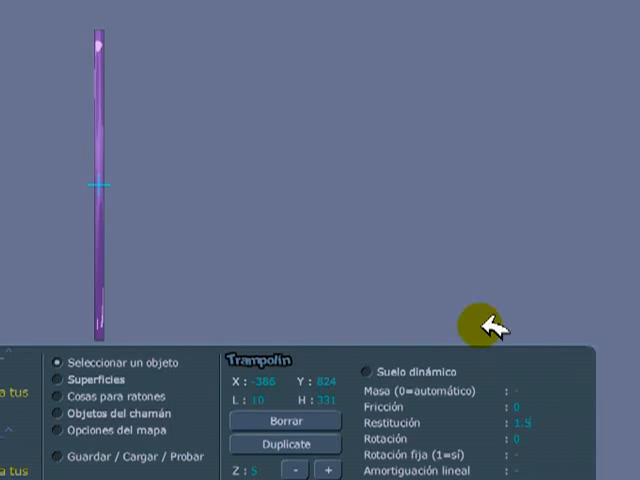 Seleccionar un objeto
Superficies
a tus
Cosas para ratones
Objetos del chamán
Opciones del mapa
Guardar / Cargar / Probar
a tus
Trampolín
X : -386 Y : 824
L : 10 H : 331
Borrar
Duplicate
Z : 5 - +
Suelo dinámico
Masa (0=automático) : -
Fricción : 0
Restitución : 1.5
Rotación : 0
Rotación fija (1=sí) : -
Amortiguación lineal : -